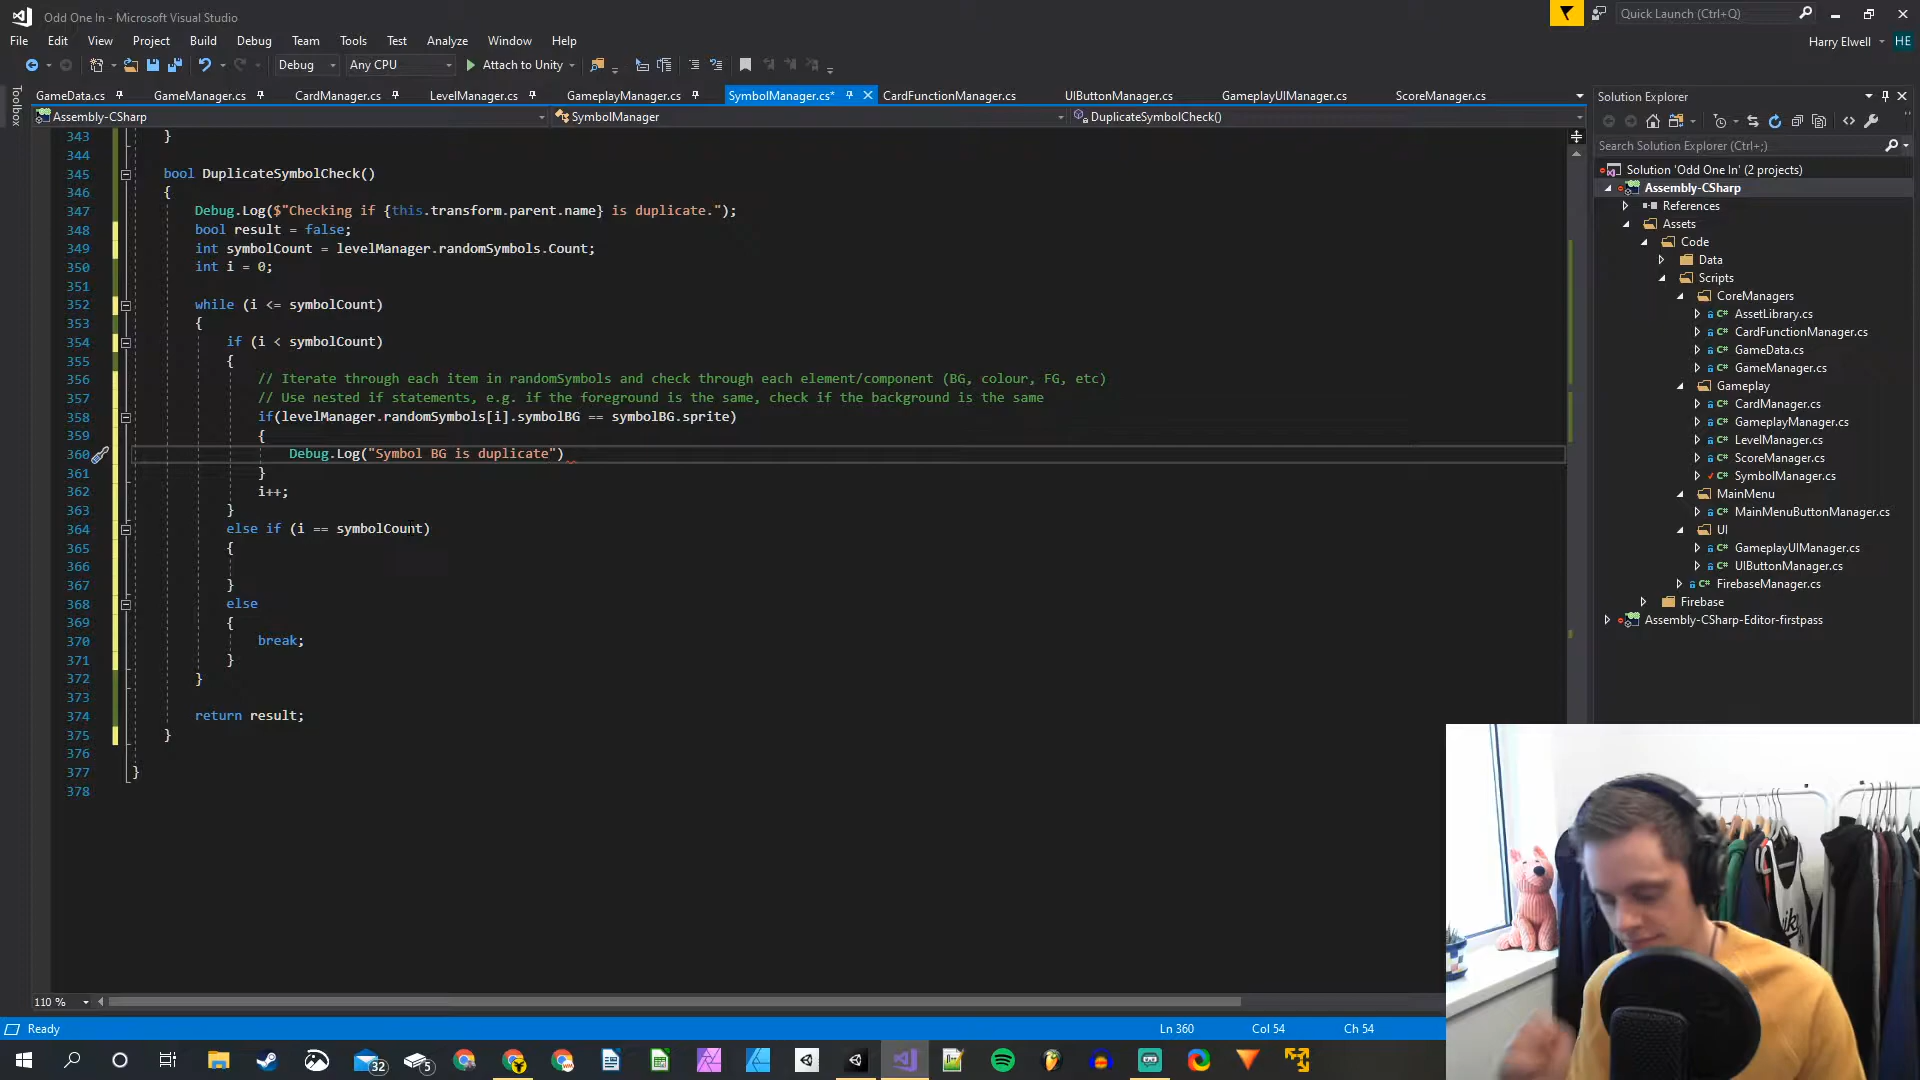 Odd One In - Microsoft Visual Studio
Quick Launch (Ctrl+Q)
File Edit View Project Build Debug Team Tools Test Analyze Window Help
Harry Elwell HE
Debug Any CPU Attach to Unity
Toolbox
GameData.cs GameManager.cs CardManager.cs LevelManager.cs GameplayManager.cs SymbolManager.cs* CardFunctionManager.cs UIButtonManager.cs GameplayUIManager.cs ScoreManager.cs
Assembly-CSharp SymbolManager DuplicateSymbolCheck()
343 }
344
345 bool DuplicateSymbolCheck()
346 {
347 Debug.Log($"Checking if {this.transform.parent.name} is duplicate.");
348 bool result = false;
349 int symbolCount = levelManager.randomSymbols.Count;
350 int i = 0;
351
352 while (i <= symbolCount)
353 {
354 if (i < symbolCount)
355 {
356 // Iterate through each item in randomSymbols and check through each element/component (BG, colour, FG, etc)
357 // Use nested if statements, e.g. if the foreground is the same, check if the background is the same
358 if(levelManager.randomSymbols[i].symbolBG == symbolBG.sprite)
359 {
360 Debug.Log("Symbol BG is duplicate")
361 }
362 i++;
363 }
364 else if (i == symbolCount)
365 {
366
367 }
368 else
369 {
370 break;
371 }
372 }
373
374 return result;
375 }
376
377 }
378
110 %
Ready
Ln 360 Col 54 Ch 54
Solution Explorer
Search Solution Explorer (Ctrl+;)
Solution 'Odd One In' (2 projects)
Assembly-CSharp
References
Assets
Code
Data
Scripts
CoreManagers
AssetLibrary.cs
CardFunctionManager.cs
GameData.cs
GameManager.cs
Gameplay
CardManager.cs
GameplayManager.cs
LevelManager.cs
ScoreManager.cs
SymbolManager.cs
MainMenu
MainMenuButtonManager.cs
UI
GameplayUIManager.cs
UIButtonManager.cs
FirebaseManager.cs
Firebase
Assembly-CSharp-Editor-firstpass
32
5